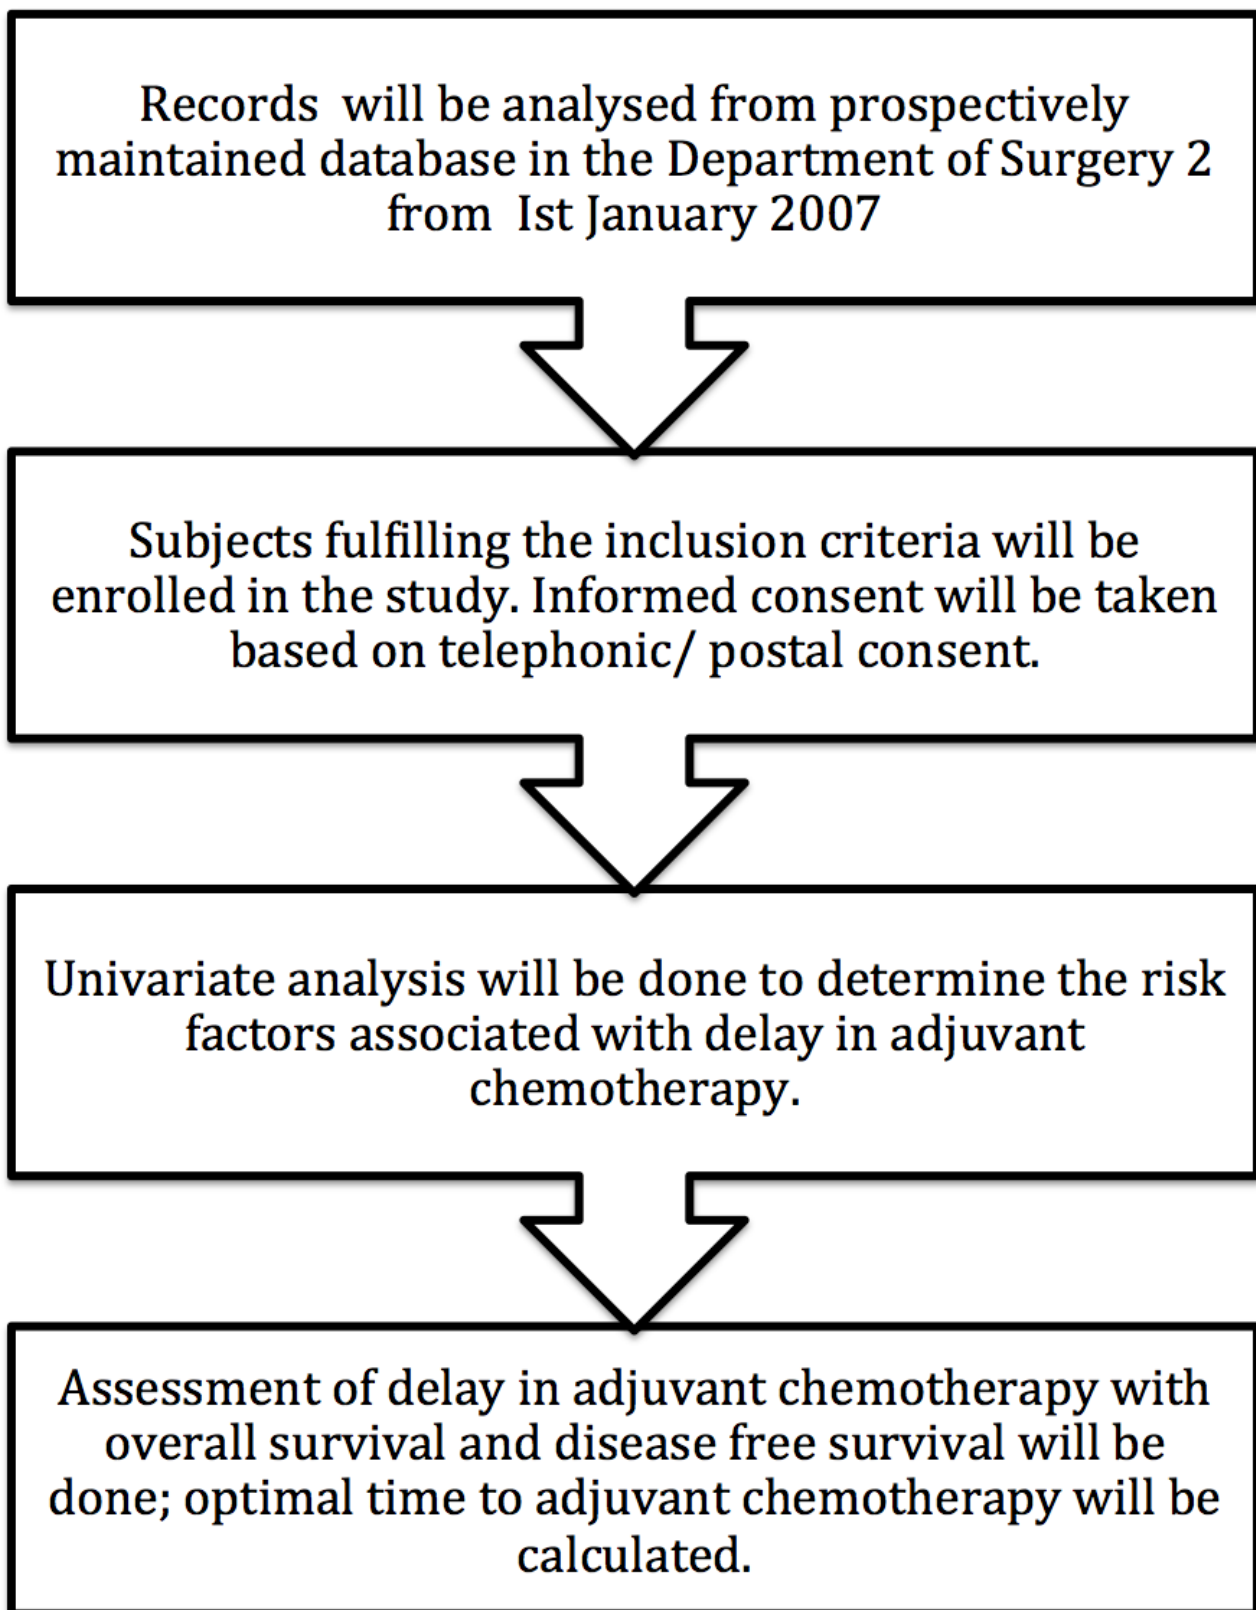 Records  will be analysed from prospectively
maintained database in the Department of Surgery 2
from  Ist January 2007
Subjects fulfilling the inclusion criteria will be
enrolled in the study. Informed consent will be taken
based on telephonic/ postal consent.
Univariate analysis will be done to determine the risk
factors associated with delay in adjuvant
chemotherapy.
Assessment of delay in adjuvant chemotherapy with
overall survival and disease free survival will be
done; optimal time to adjuvant chemotherapy will be
calculated.